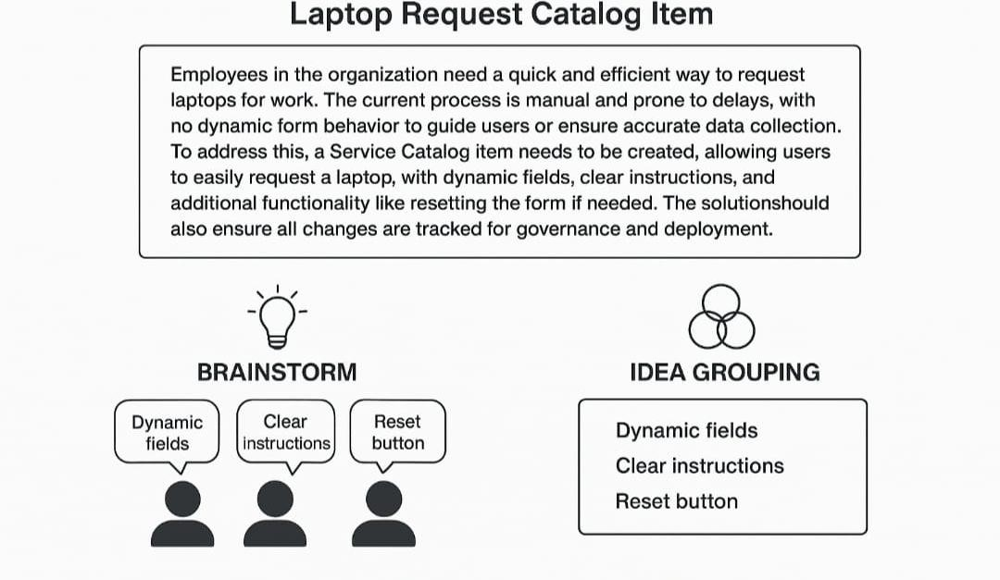 Laptop Request Catalog Item
Employees in the organization need a quick and efficient way to request
laptops for work. The current process is manual and prone to delays, with
no dynamic form behavior to guide users or ensure accurate data collection.
To address this, a Service Catalog item needs to be created, allowing users
to easily request a laptop, with dynamic fields, clear instructions, and
additional functionality like resetting the form if needed. The solutionshould
also ensure all changes are tracked for governance and deployment.
BRAINSTORM
Dynamic
fields
Clear
instructions
Reset
button
IDEA GROUPING
Dynamic fields
Clear instructions
Reset button